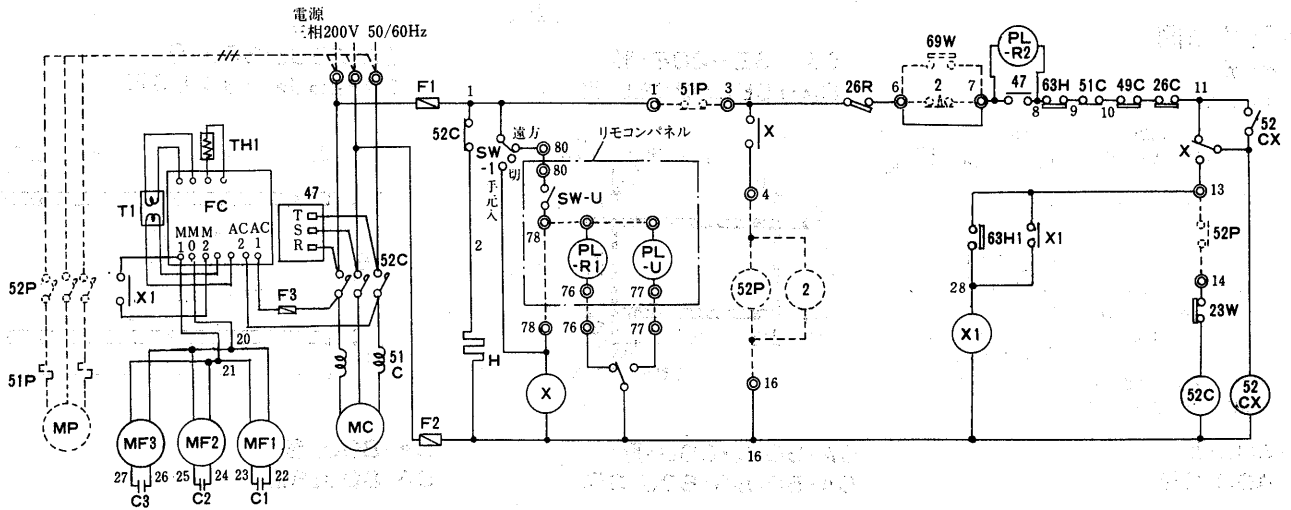 電源
三相200V 50/60Hz
F1
1
52C
SW
-1
遠方
切
手元入
80
80
リモコンパネル
SW-U
78
PL
-R1
PL
-U
76
77
78
76
77
2
H
X
1
51P
3
X
4
52P
2
16
16
26R
6
69W
2
7
PL
-R2
47
8
63H
9
51C
10
49C
26C
11
X
52
CX
13
52P
14
23W
52C
52
CX
63H1
X1
28
X1
TH1
T1
FC
M
1
M
0
M
2
AC
2
AC
1
47
T
S
R
52C
F3
X1
52P
51P
MP
20
21
51
C
MC
F2
MF3
MF2
MF1
27
26
25
24
23
22
C3
C2
C1